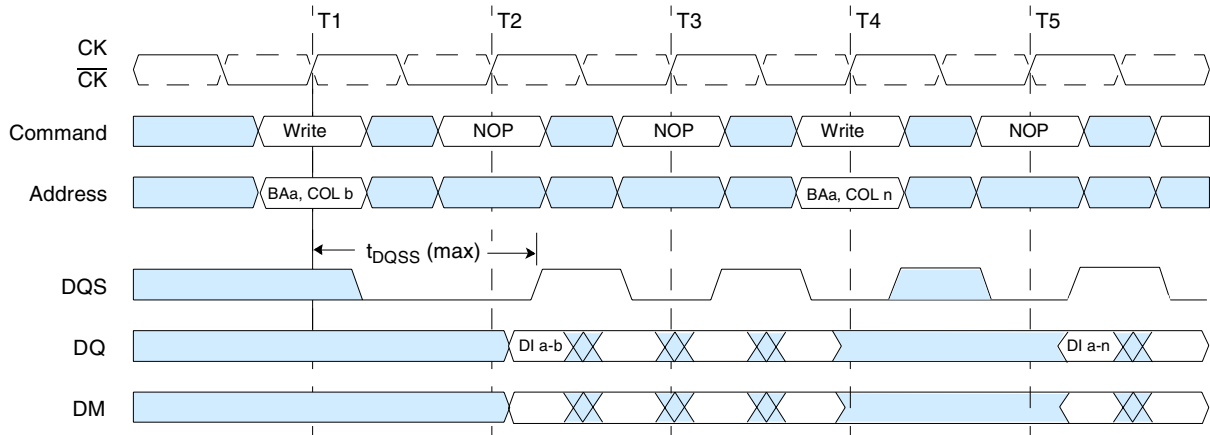 T1 T2 T3 T4 T5
CK
CK
Command Write NOP NOP Write NOP
Address BAa, COL b BAa, COL n
tDQSS (max)
DQS
DQ DI a-b DI a-n
DM